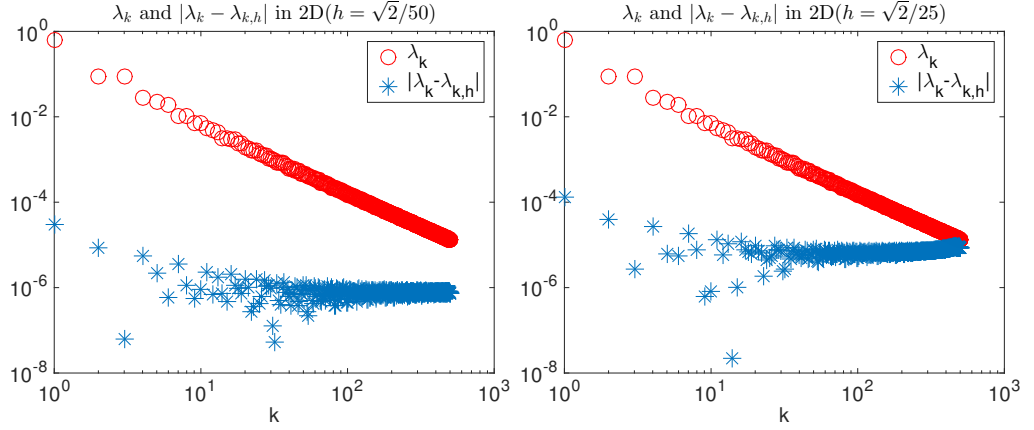 λ_k and |λ_k − λ_{k,h}| in 2D(h = √2/50)
10^0
10^-2
10^-4
10^-6
10^-8
10^0
10^1
10^2
10^3
k
λ_k
|λ_k-λ_{k,h}|
λ_k and |λ_k − λ_{k,h}| in 2D(h = √2/25)
10^0
10^-2
10^-4
10^-6
10^-8
10^0
10^1
10^2
10^3
k
λ_k
|λ_k-λ_{k,h}|